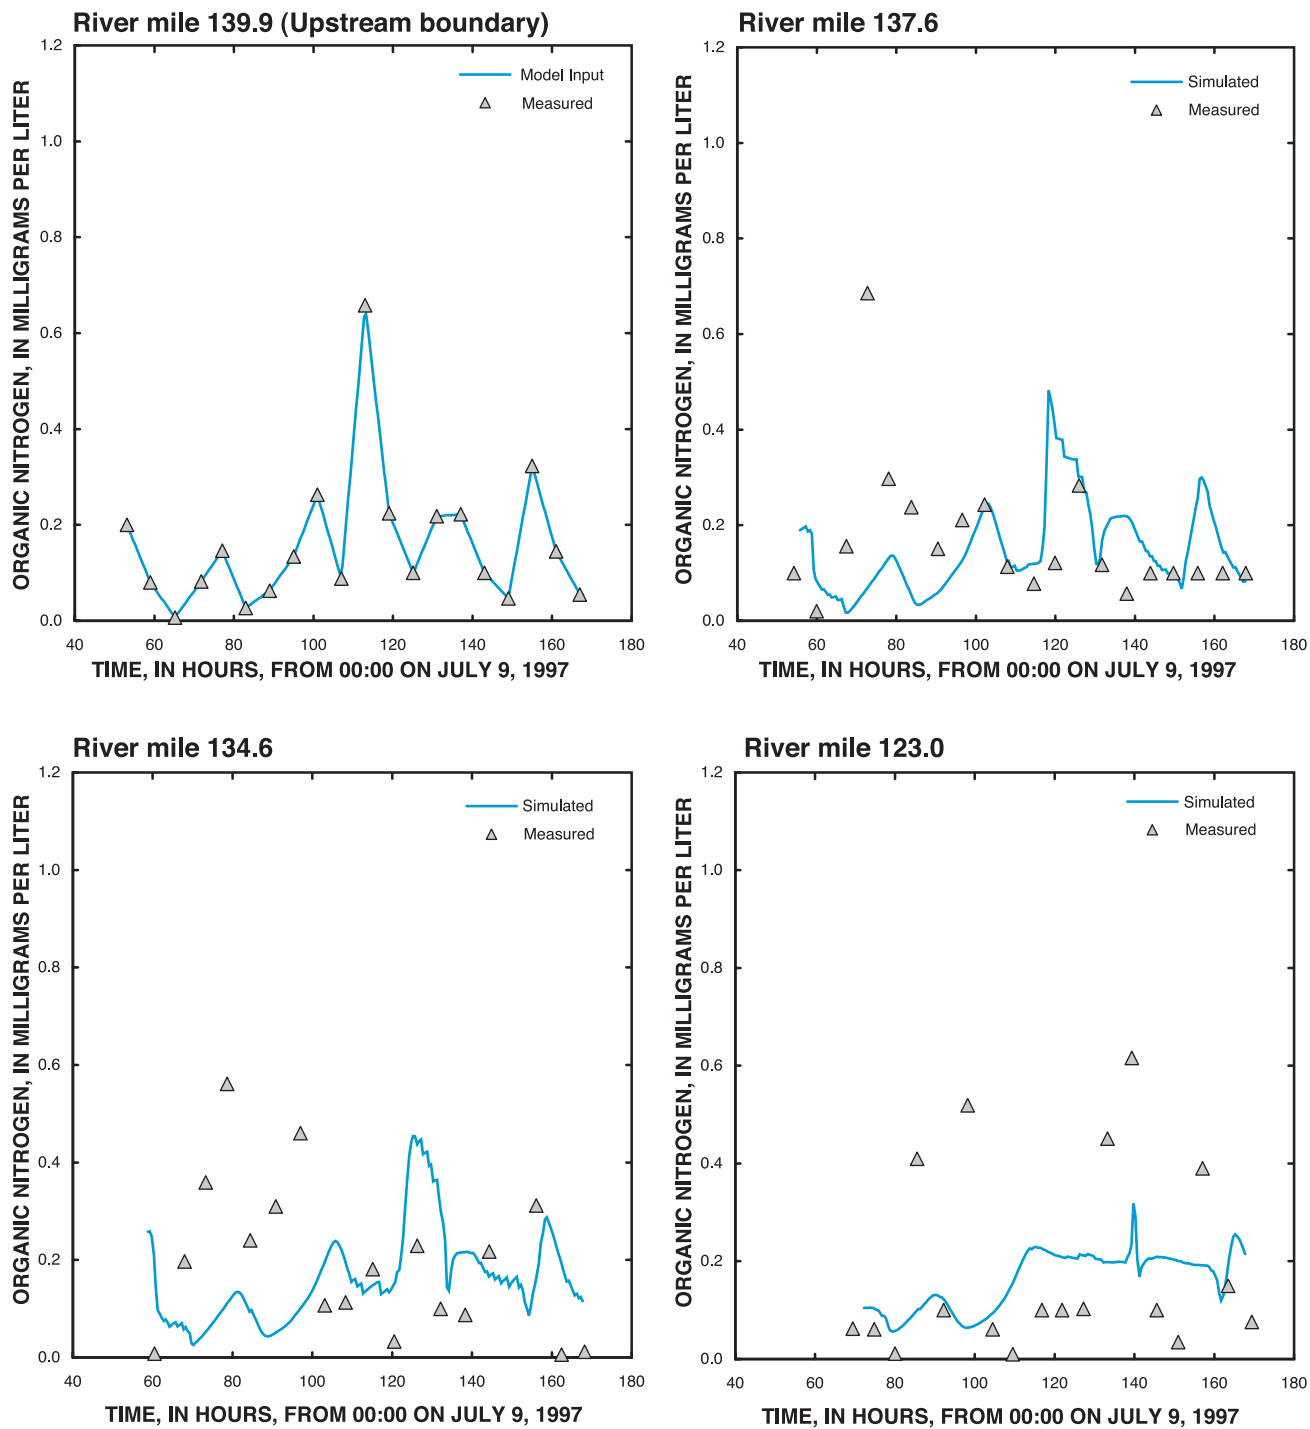 River mile 139.9 (Upstream boundary)
ORGANIC NITROGEN, IN MILLIGRAMS PER LITER
1.2
1.0
0.8
0.6
0.4
0.2
0.0
Model Input
Measured
40 60 80 100 120 140 160 180
TIME, IN HOURS, FROM 00:00 ON JULY 9, 1997
River mile 137.6
ORGANIC NITROGEN, IN MILLIGRAMS PER LITER
1.2
1.0
0.8
0.6
0.4
0.2
0.0
Simulated
Measured
40 60 80 100 120 140 160 180
TIME, IN HOURS, FROM 00:00 ON JULY 9, 1997
River mile 134.6
ORGANIC NITROGEN, IN MILLIGRAMS PER LITER
1.2
1.0
0.8
0.6
0.4
0.2
0.0
Simulated
Measured
40 60 80 100 120 140 160 180
TIME, IN HOURS, FROM 00:00 ON JULY 9, 1997
River mile 123.0
ORGANIC NITROGEN, IN MILLIGRAMS PER LITER
1.2
1.0
0.8
0.6
0.4
0.2
0.0
Simulated
Measured
40 60 80 100 120 140 160 180
TIME, IN HOURS, FROM 00:00 ON JULY 9, 1997